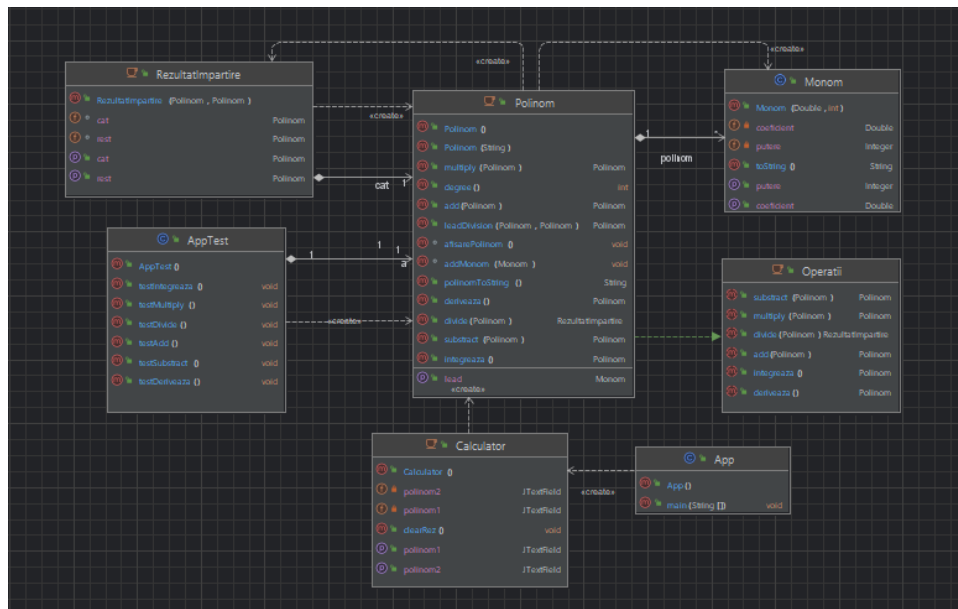 «create»
«create»
RezultatImpartire
RezultatImpartire (Polinom, Polinom)
cat Polinom
rest Polinom
cat Polinom
rest Polinom
«create»
cat 1
Polinom
Polinom ()
Polinom (String)
multiply (Polinom) Polinom
degree () int
add (Polinom) Polinom
leadDivision (Polinom, Polinom) Polinom
afisarePolinom () void
addMonom (Monom) void
polinomToString () String
deriveaza () Polinom
divide (Polinom) RezultatImpartire
substract (Polinom) Polinom
integreaza () Polinom
lead Monom
1
polinom
Monom
Monom (Double, int)
coeficient Double
putere Integer
toString () String
putere Integer
coeficient Double
AppTest
AppTest ()
testIntegreaza () void
testMultiply () void
testDivide () void
testAdd () void
testSubstract () void
testDeriveaza () void
1
1 1
a
«create»
Operatii
substract (Polinom) Polinom
multiply (Polinom) Polinom
divide (Polinom) RezultatImpartire
add (Polinom) Polinom
integreaza () Polinom
deriveaza () Polinom
«create»
Calculator
Calculator ()
polinom2 JTextField
polinom1 JTextField
clearRez () void
polinom1 JTextField
polinom2 JTextField
«create»
App
App ()
main (String []) void